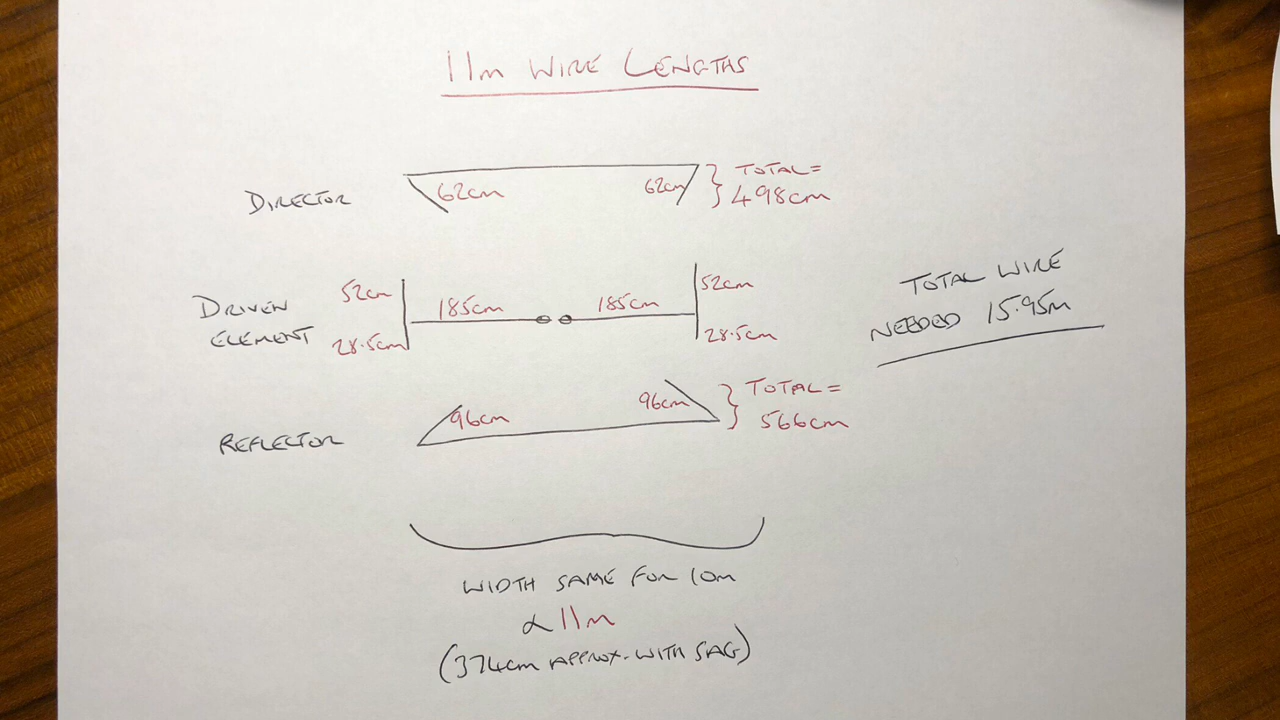 11m WIRE LENGTHS
DIRECTOR
62cm
62cm
TOTAL =
498cm
DRIVEN
ELEMENT
52cm
28.5cm
185cm
185cm
52cm
28.5cm
TOTAL WIRE
NEEDED 15.95m
REFLECTOR
96cm
96cm
TOTAL =
566cm
WIDTH SAME FOR 10m
& 11m
(374cm APPROX. WITH SAG)